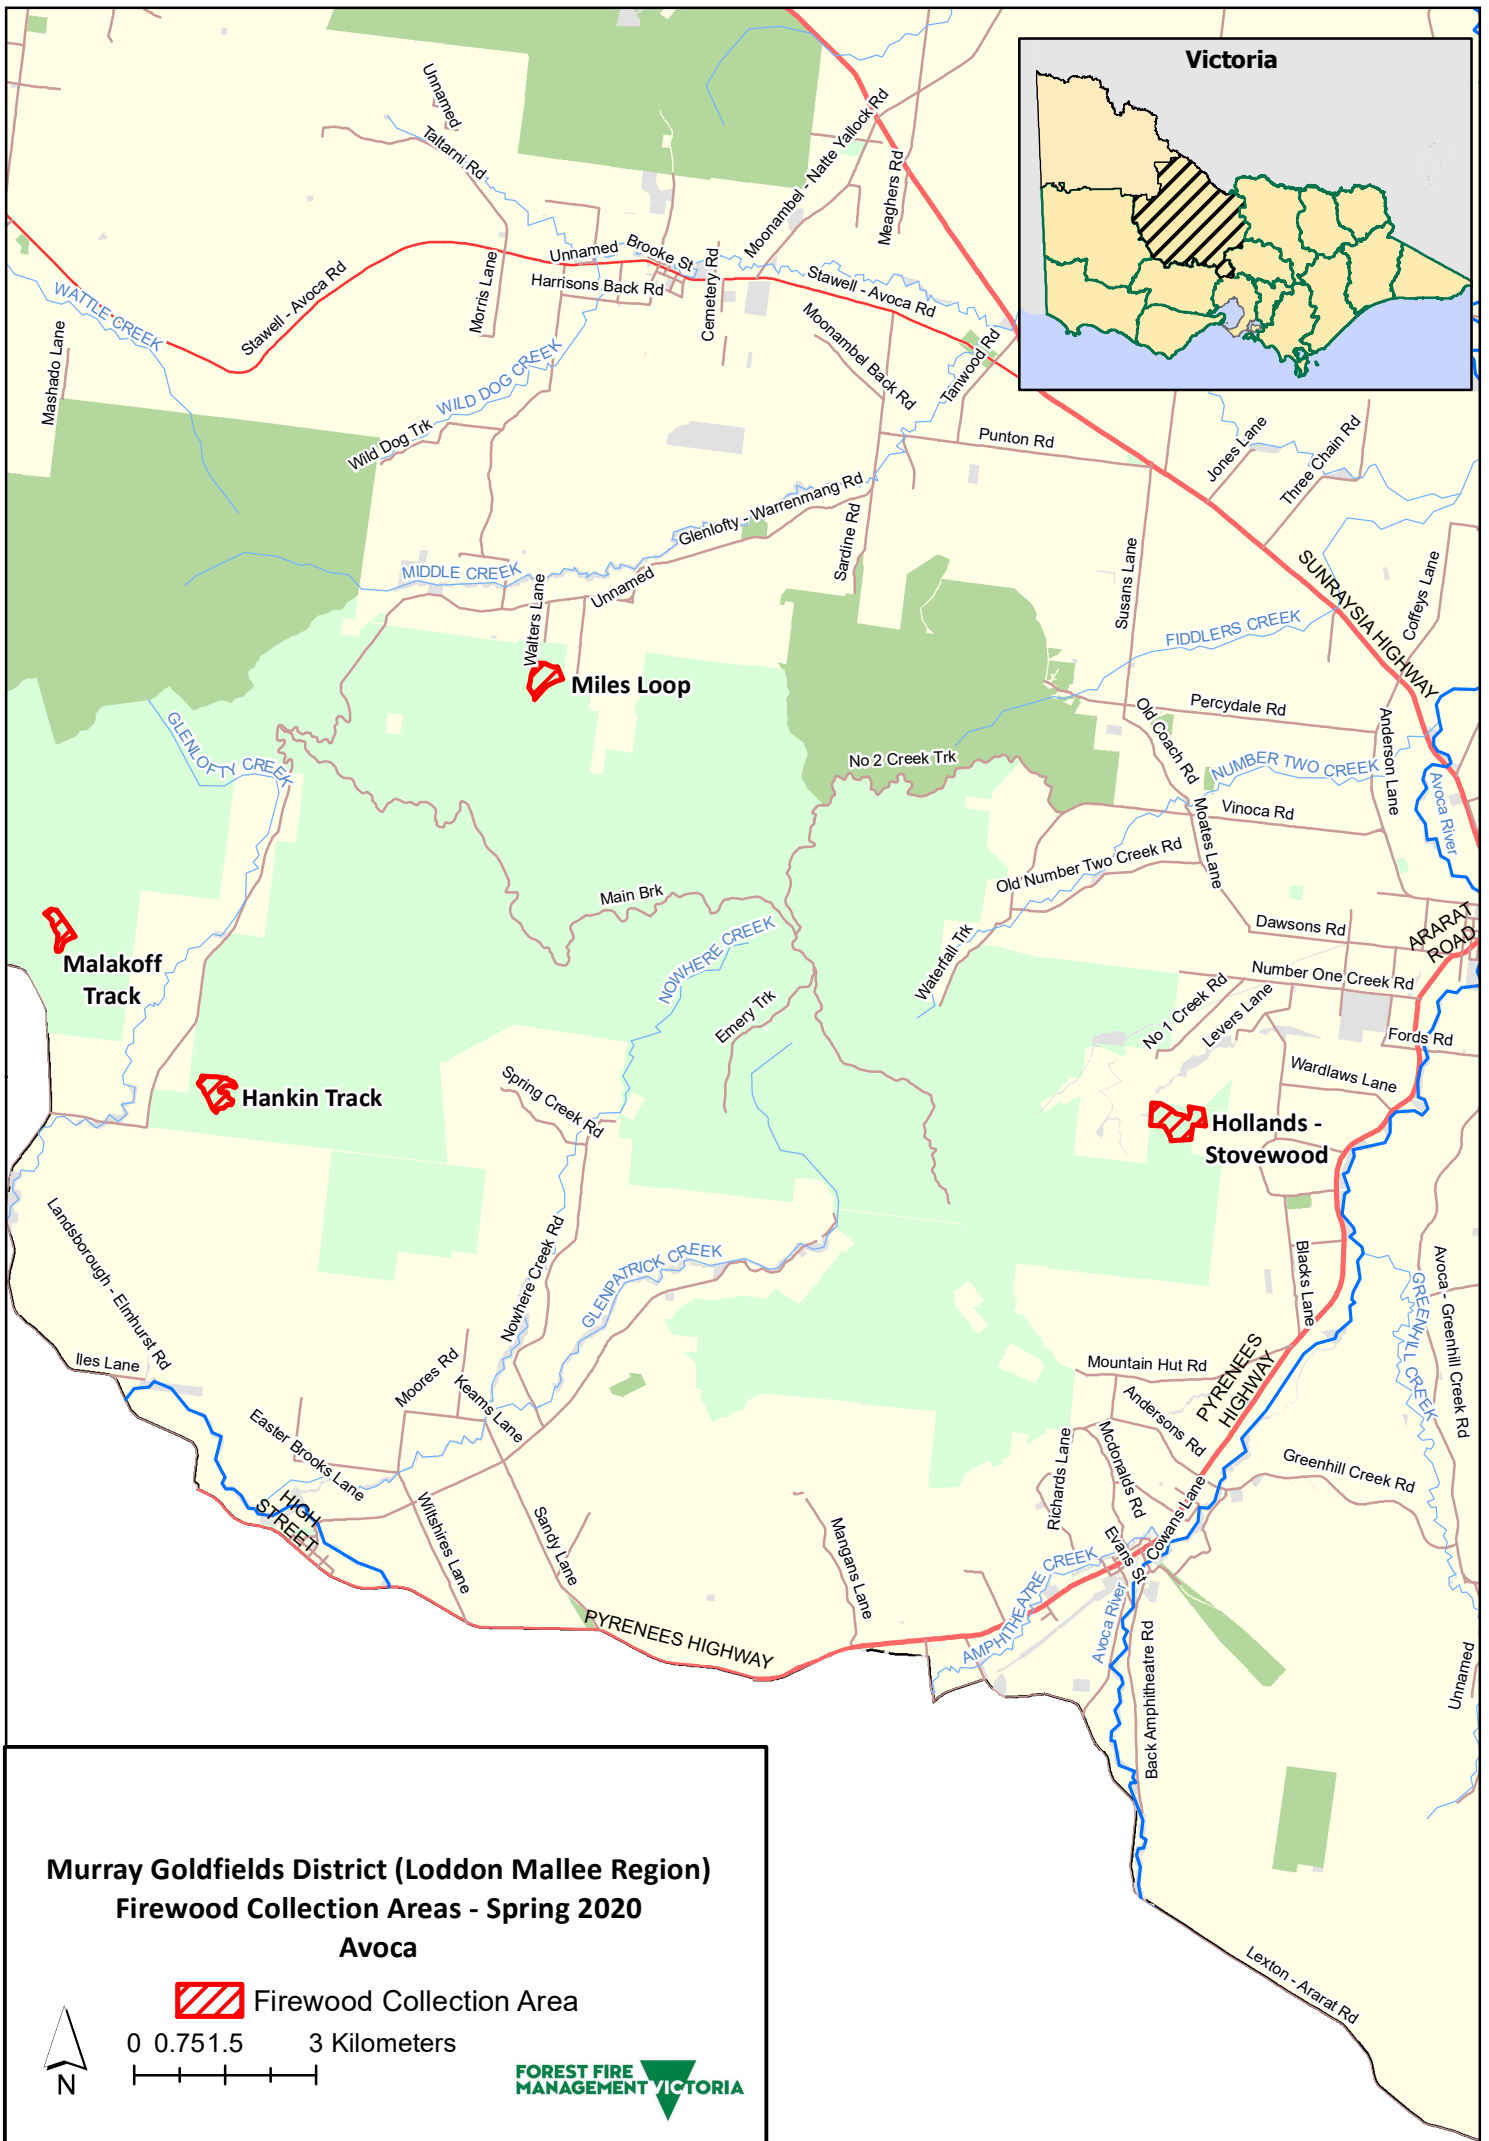 Victoria
Unnamed
Taltarni Rd
Moonambel - Natte Yallock Rd
Meaghers Rd
Unnamed
Brooke St
Harrisons Back Rd
Cemetery Rd
Stawell - Avoca Rd
Morris Lane
Stawell - Avoca Rd
WATTLE CREEK
Mashado Lane
WILD DOG CREEK
Wild Dog Trk
Moonambel Back Rd
Tanwood Rd
Punton Rd
Jones Lane
Three Chain Rd
Glenlofty - Warrenmang Rd
Sardine Rd
MIDDLE CREEK
Unnamed
Walters Lane
Susans Lane
SUNRAYSIA HIGHWAY
Coffeys Lane
FIDDLERS CREEK
Miles Loop
Percydale Rd
Old Coach Rd
Anderson Lane
GLENLOFTY CREEK
No 2 Creek Trk
NUMBER TWO CREEK
Avoca River
Vinoca Rd
Moates Lane
Old Number Two Creek Rd
Main Brk
NOWHERE CREEK
Waterfall Trk
Dawsons Rd
ARARAT
ROAD
Malakoff
Track
Number One Creek Rd
No 1 Creek Rd
Levers Lane
Emery Trk
Fords Rd
Wardlaws Lane
Hankin Track
Spring Creek Rd
Hollands -
Stovewood
Landsborough - Elmhurst Rd
Nowhere Creek Rd
GLENPATRICK CREEK
Blacks Lane
Avoca - Greenhill Creek Rd
GREENHILL CREEK
Iles Lane
Moores Rd
Kearns Lane
Mountain Hut Rd
PYRENEES
HIGHWAY
Andersons Rd
Easter Brooks Lane
Mcdonalds Rd
Richards Lane
Greenhill Creek Rd
HIGH
STREET
Wiltshires Lane
Sandy Lane
Mangans Lane
Cowans Lane
Evans St
AMPHITHEATRE CREEK
Avoca River
PYRENEES HIGHWAY
Back Amphitheatre Rd
Unnamed
Lexton - Ararat Rd
Murray Goldfields District (Loddon Mallee Region)
Firewood Collection Areas - Spring 2020
Avoca
Firewood Collection Area
0 0.75 1.5 3 Kilometers
N
FOREST FIRE
MANAGEMENT VICTORIA